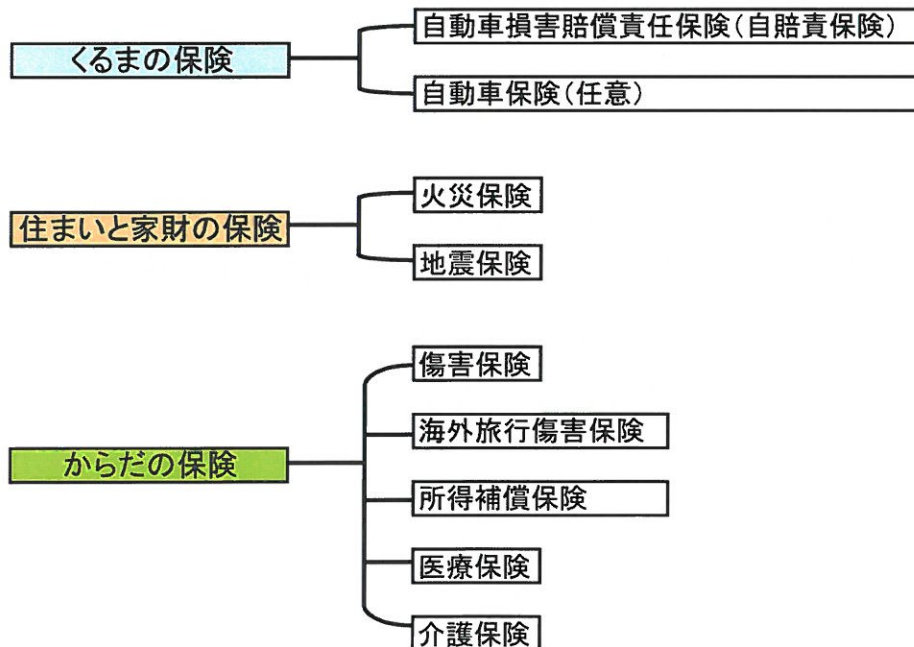 くるまの保険
自動車損害賠償責任保険(自賠責保険)
自動車保険(任意)
住まいと家財の保険
火災保険
地震保険
からだの保険
傷害保険
海外旅行傷害保険
所得補償保険
医療保険
介護保険